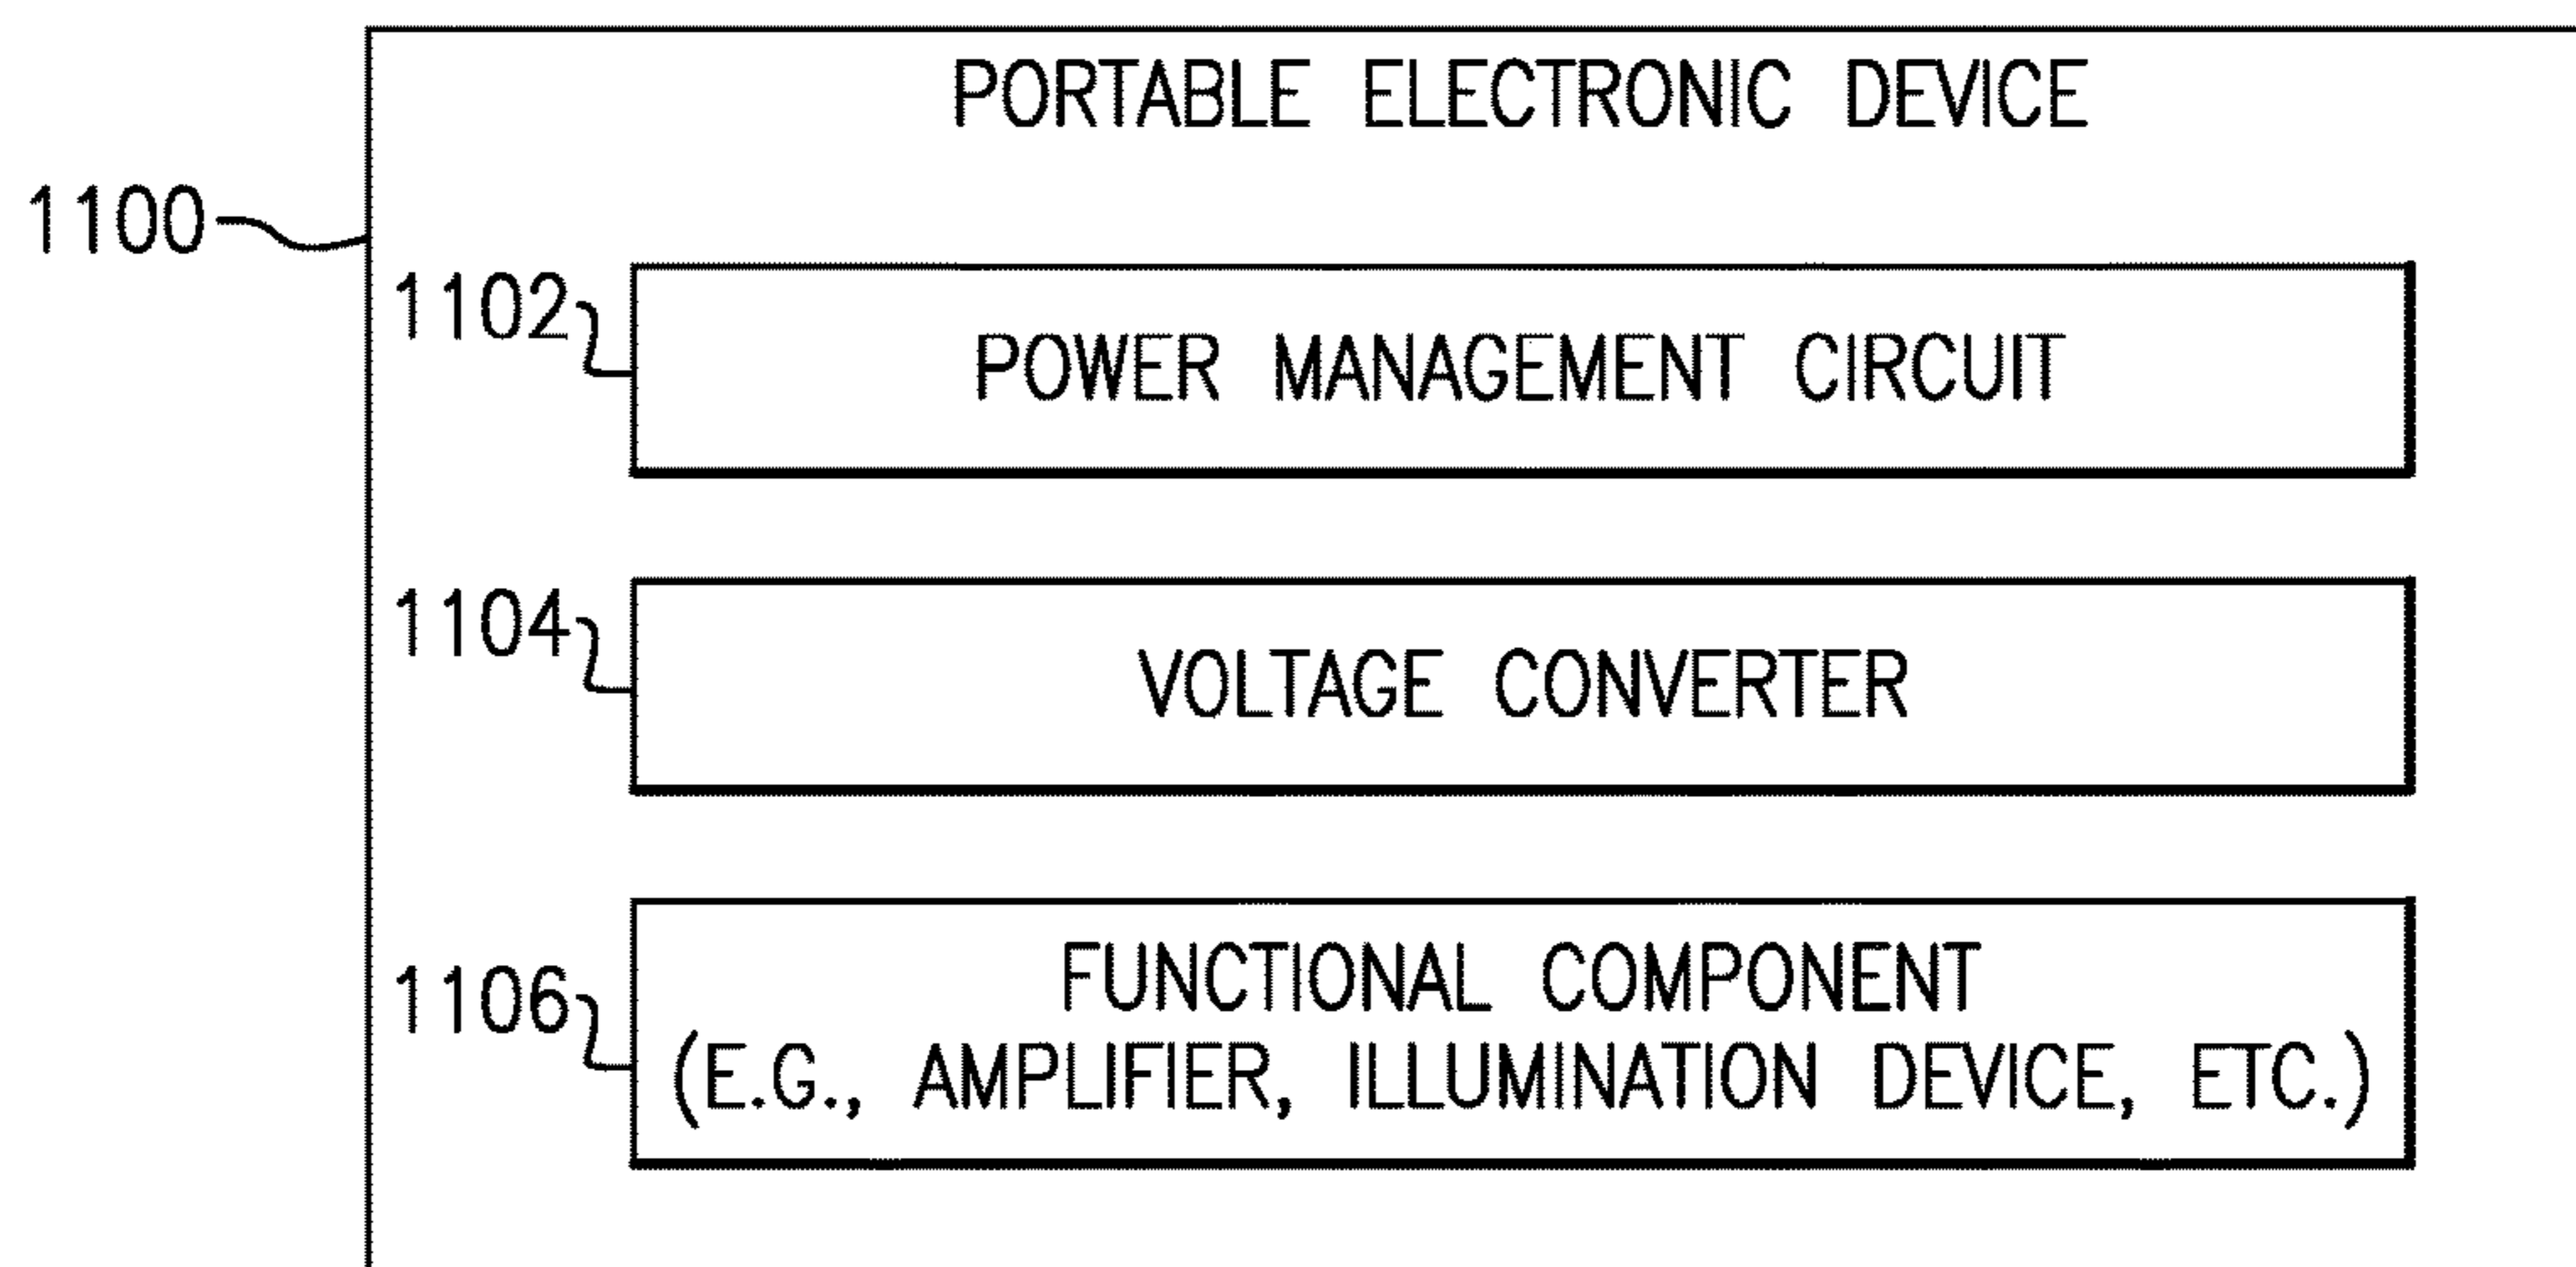 PORTABLE ELECTRONIC DEVICE
1100
1102
POWER MANAGEMENT CIRCUIT
1104
VOLTAGE CONVERTER
1106
FUNCTIONAL COMPONENT
(E.G., AMPLIFIER, ILLUMINATION DEVICE, ETC.)